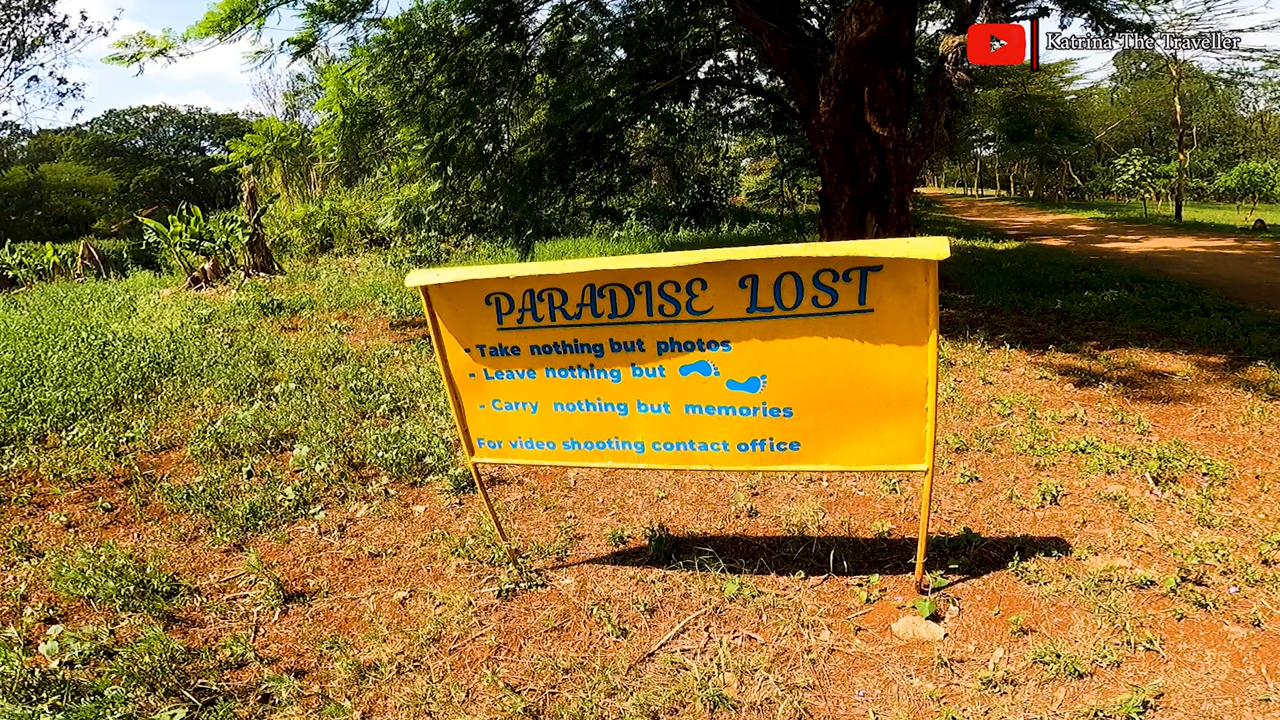 Katrina The Traveller
PARADISE LOST
- Take nothing but photos
- Leave nothing but
- Carry nothing but memories
For video shooting contact office